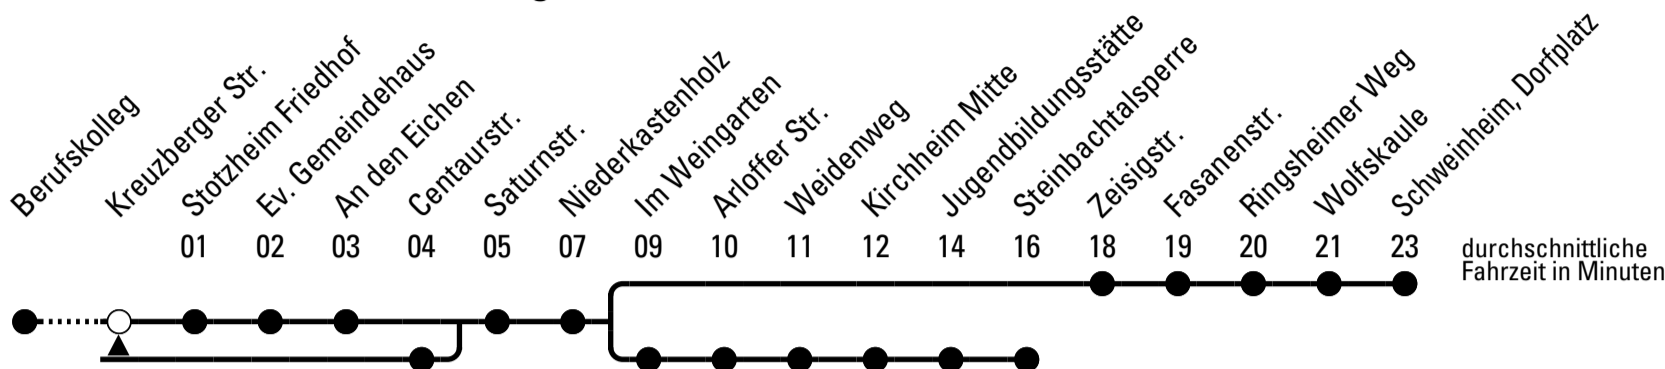 Berufskolleg
Kreuzberger Str.
Stotzheim Friedhof
Ev. Gemeindehaus
An den Eichen
Centaurstr.
Saturnstr.
Niederkastenholz
Im Weingarten
Arloffer Str.
Weidenweg
Kirchheim Mitte
Jugendbildungsstätte
Steinbachtalsperre
Zeisigstr.
Fasanenstr.
Ringsheimer Weg
Wolfskaule
Schweinheim, Dorfplatz
01 02 03 04 05 07 09 10 11 12 14 16 18 19 20 21 23
durchschnittliche
Fahrzeit in Minuten